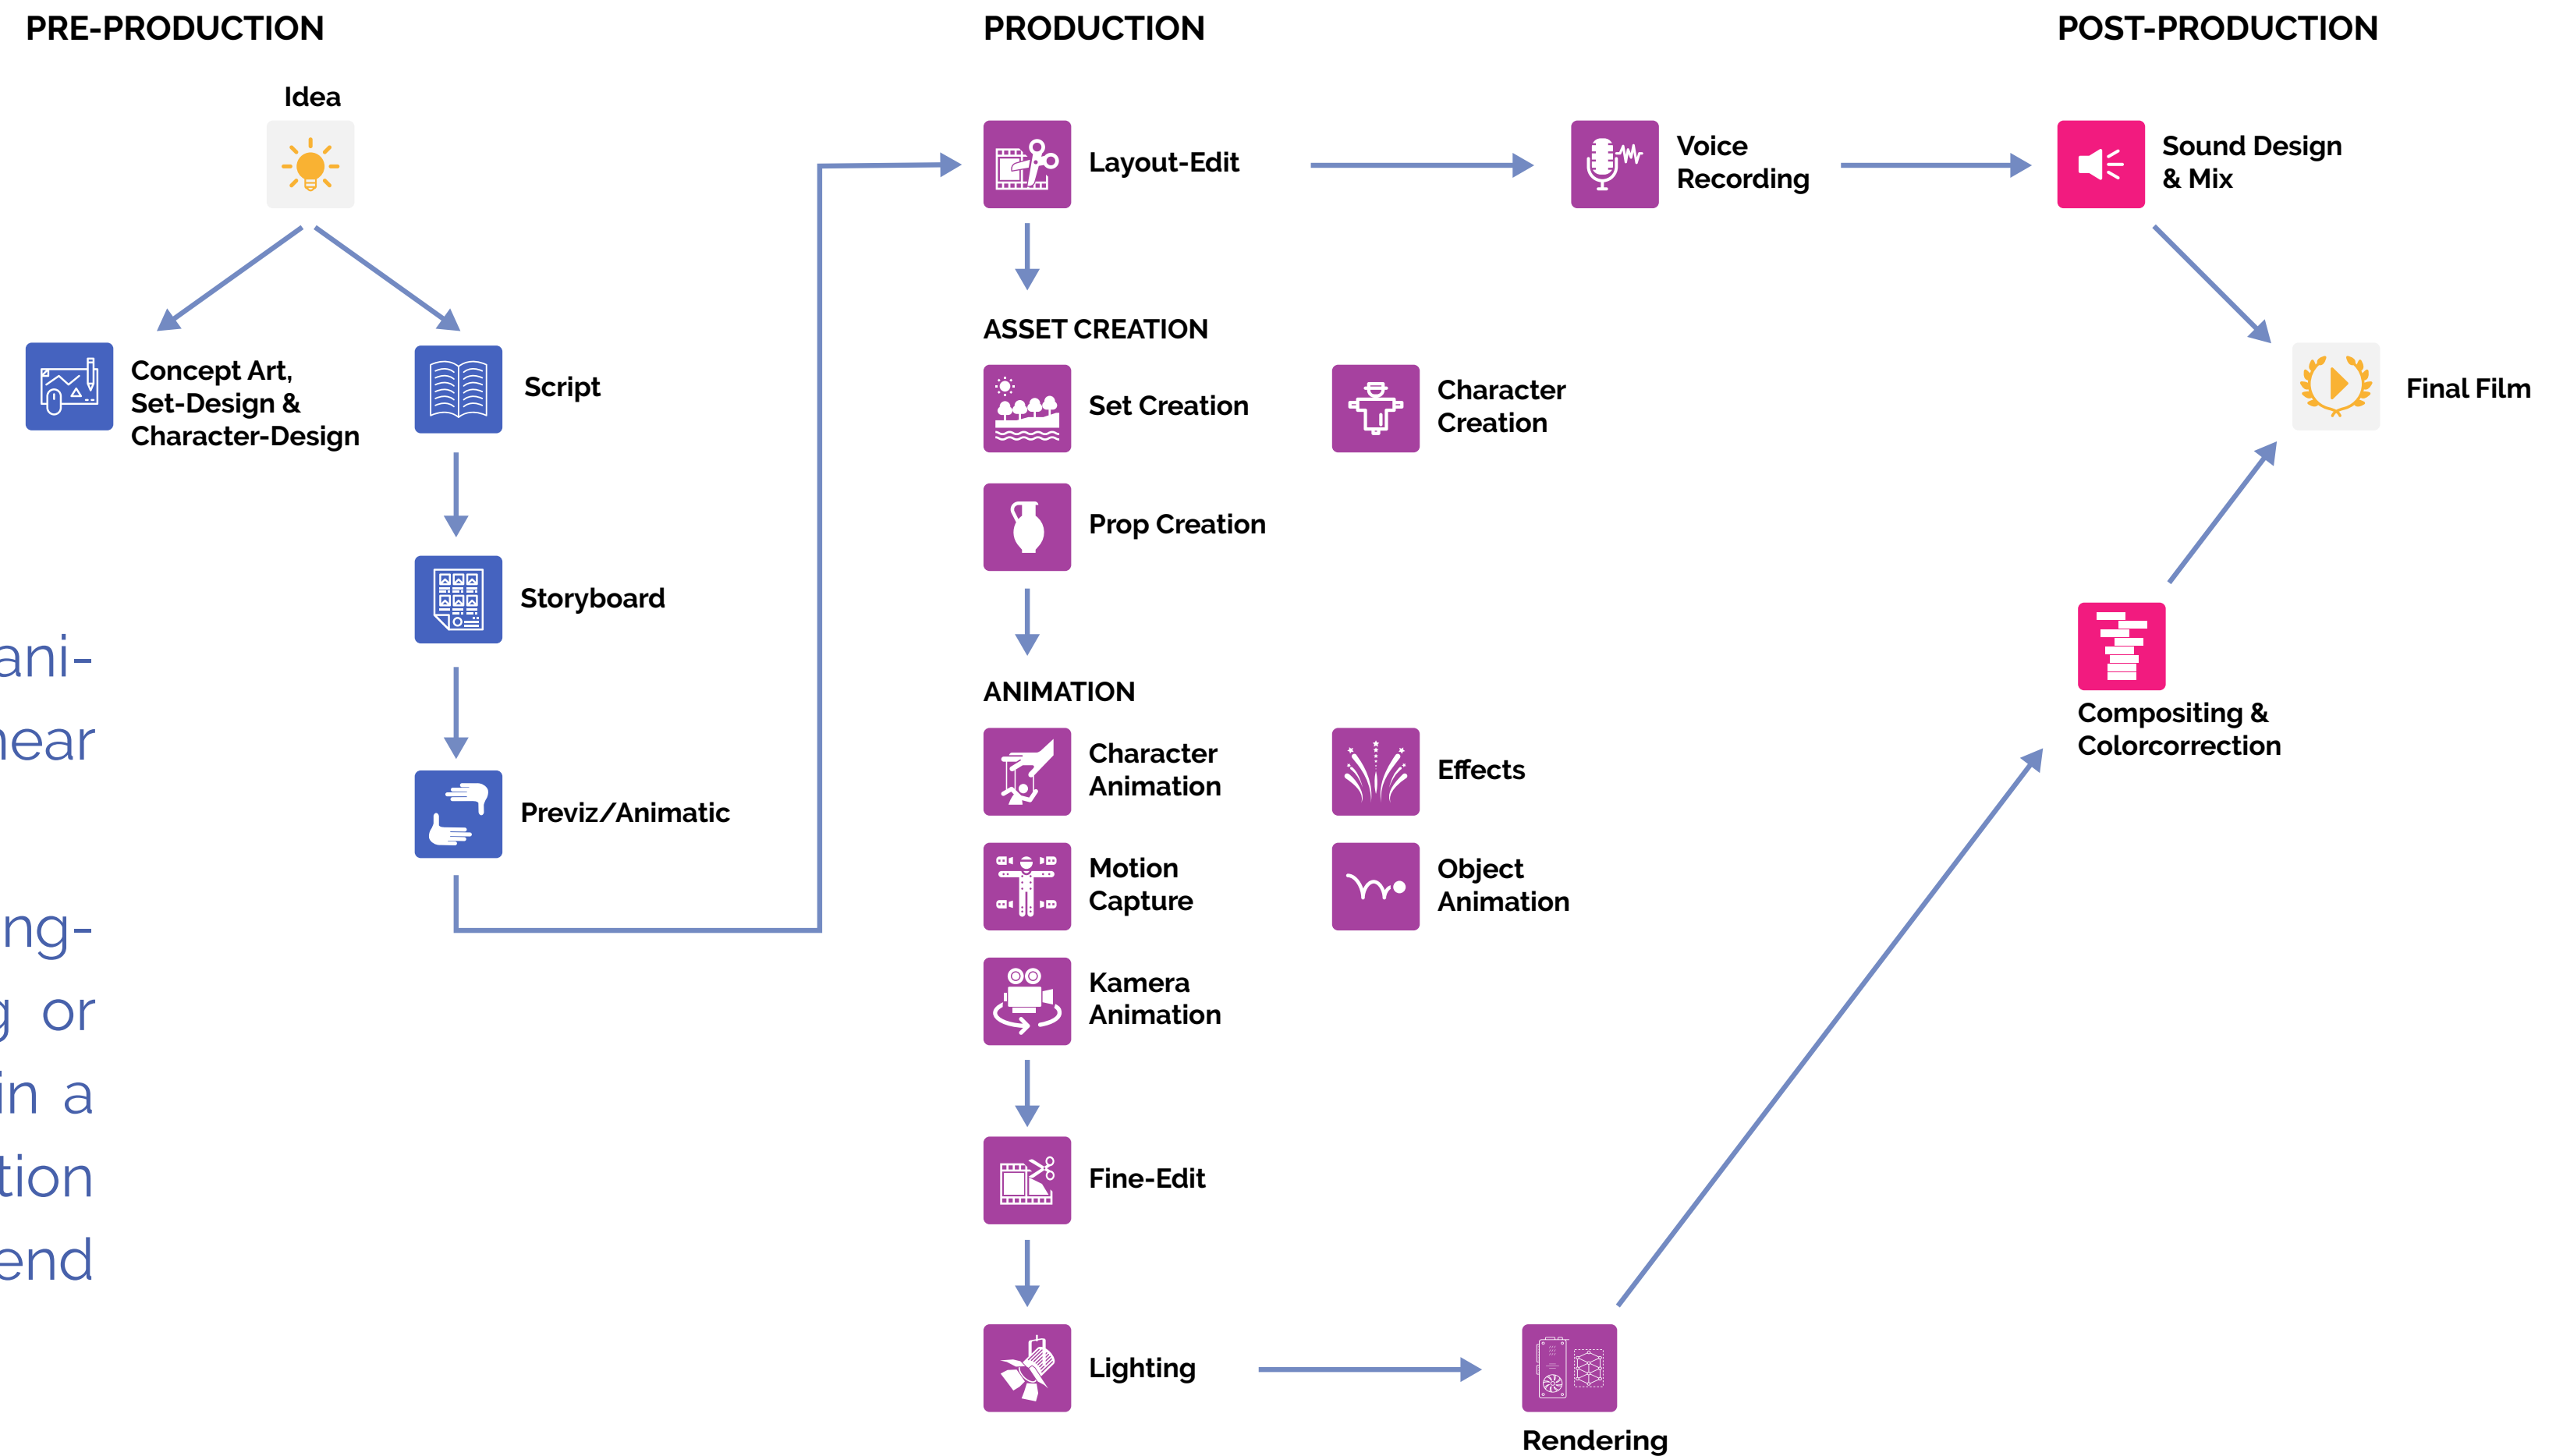 PRE-PRODUCTION
Idea
Concept Art,
Set-Design &
Character-Design
Script
Storyboard
Previz/Animatic
ani-
near
ng-
or
in a
tion
end
PRODUCTION
Layout-Edit
Voice
Recording
ASSET CREATION
Set Creation
Character
Creation
Prop Creation
ANIMATION
Character
Animation
Effects
Motion
Capture
Object
Animation
Kamera
Animation
Fine-Edit
Lighting
Rendering
POST-PRODUCTION
Sound Design
& Mix
Final Film
Compositing &
Colorcorrection